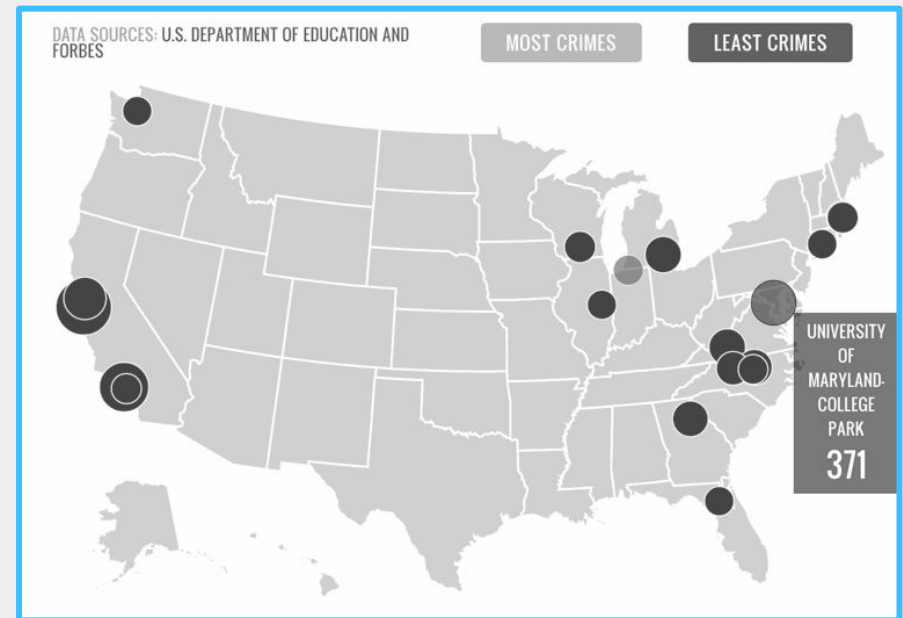 DATA SOURCES: U.S. DEPARTMENT OF EDUCATION AND
FORBES
MOST CRIMES
LEAST CRIMES
UNIVERSITY
OF
MARYLAND-
COLLEGE
PARK
371